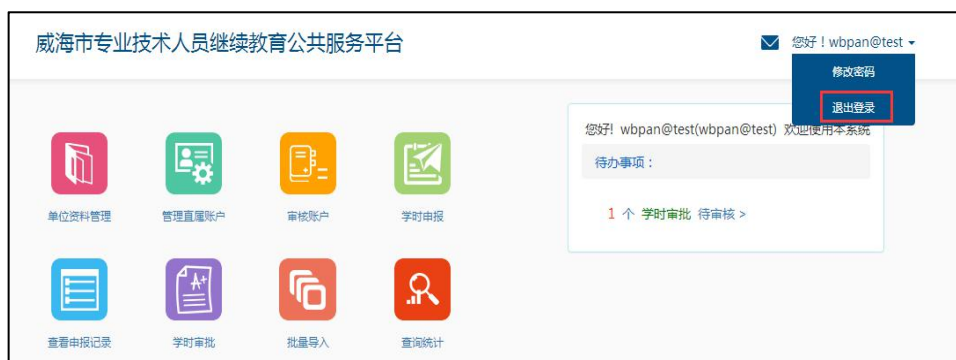 威海市专业技术人员继续教育公共服务平台
您好！wbpan@test
修改密码
退出登录
您好! wbpan@test(wbpan@test) 欢迎使用本系统
待办事项：
1 个 学时审批 待审核 >
单位资料管理
管理直属账户
审核账户
学时申报
A+
查看申报记录
学时审批
批量导入
查询统计